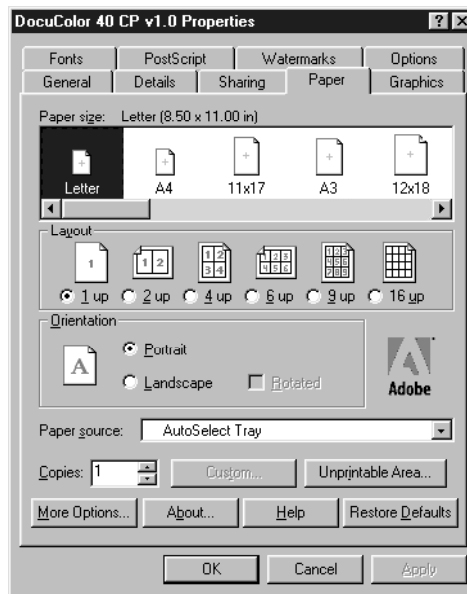 DocuColor 40 CP v1.0 Properties
Fonts PostScript Watermarks Options
General Details Sharing Paper Graphics
Paper size: Letter (8.50 x 11.00 in)
Letter A4 11x17 A3 12x18
Layout
1 1 2 1 2 3 4 1 2 3 4 5 6 1 2 3 4 5 6 7 8 9
1 up 2 up 4 up 6 up 9 up 16 up
Orientation
A
Portrait
Landscape Rotated
Adobe
Paper source: AutoSelect Tray
Copies: 1 Custom... Unprintable Area...
More Options... About... Help Restore Defaults
OK Cancel Apply